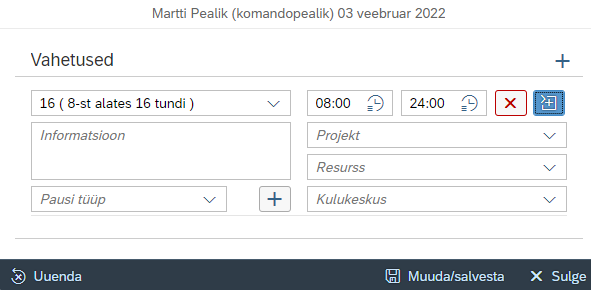 Martti Pealik (komandopealik) 03 veebruar 2022
Vahetused
16 ( 8-st alates 16 tundi ) 08:00 24:00
Informatsioon
Projekt
Resurss
Pausi tüüp
Kulukeskus
Uuenda Muuda/salvesta Sulge